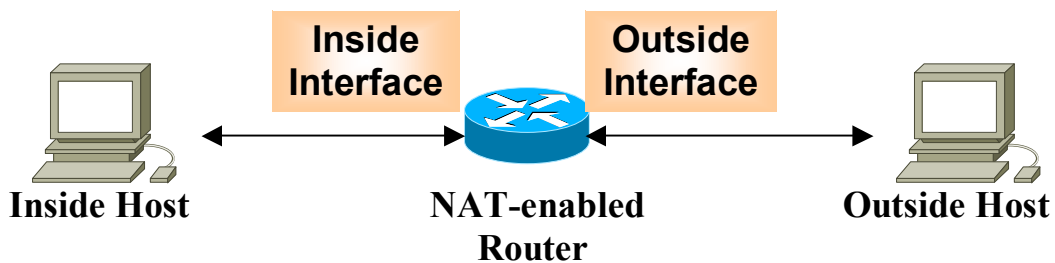 Inside
Interface
Outside
Interface
Inside Host
NAT-enabled
Router
Outside Host